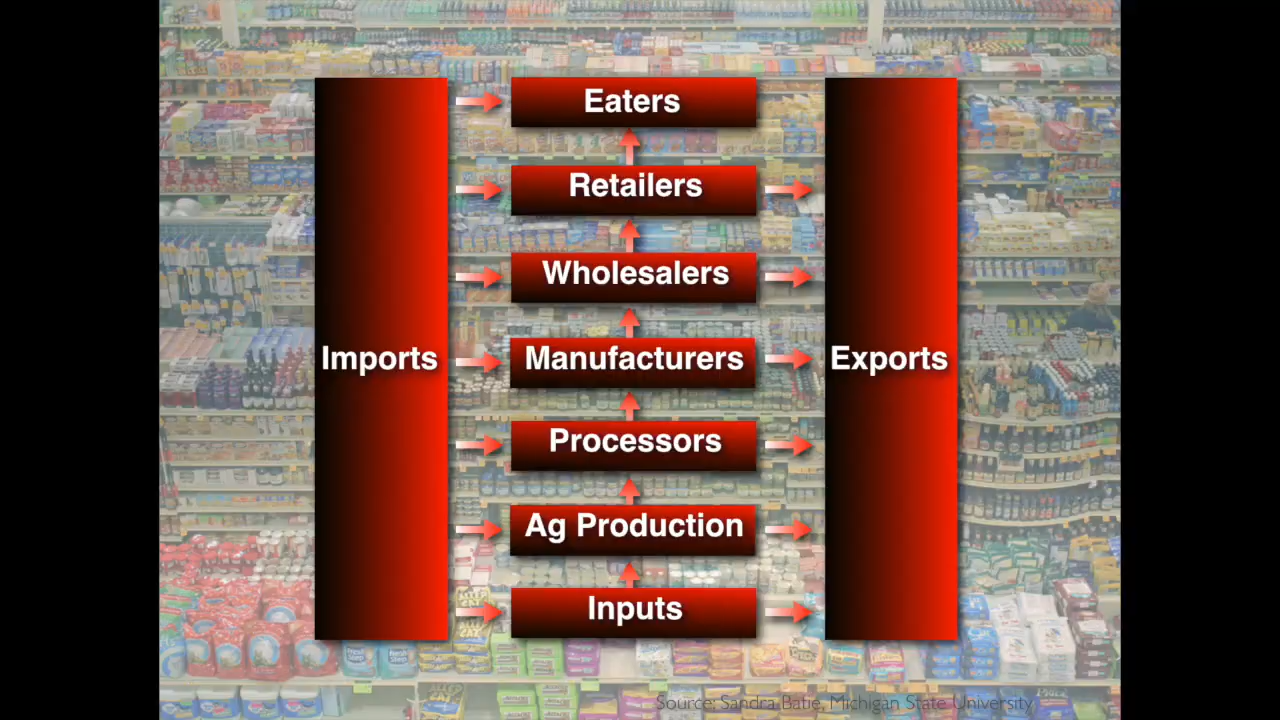 Eaters
Retailers
Wholesalers
Imports
Manufacturers
Exports
Processors
Ag Production
Inputs
Source: Sandra Batie, Michigan State University